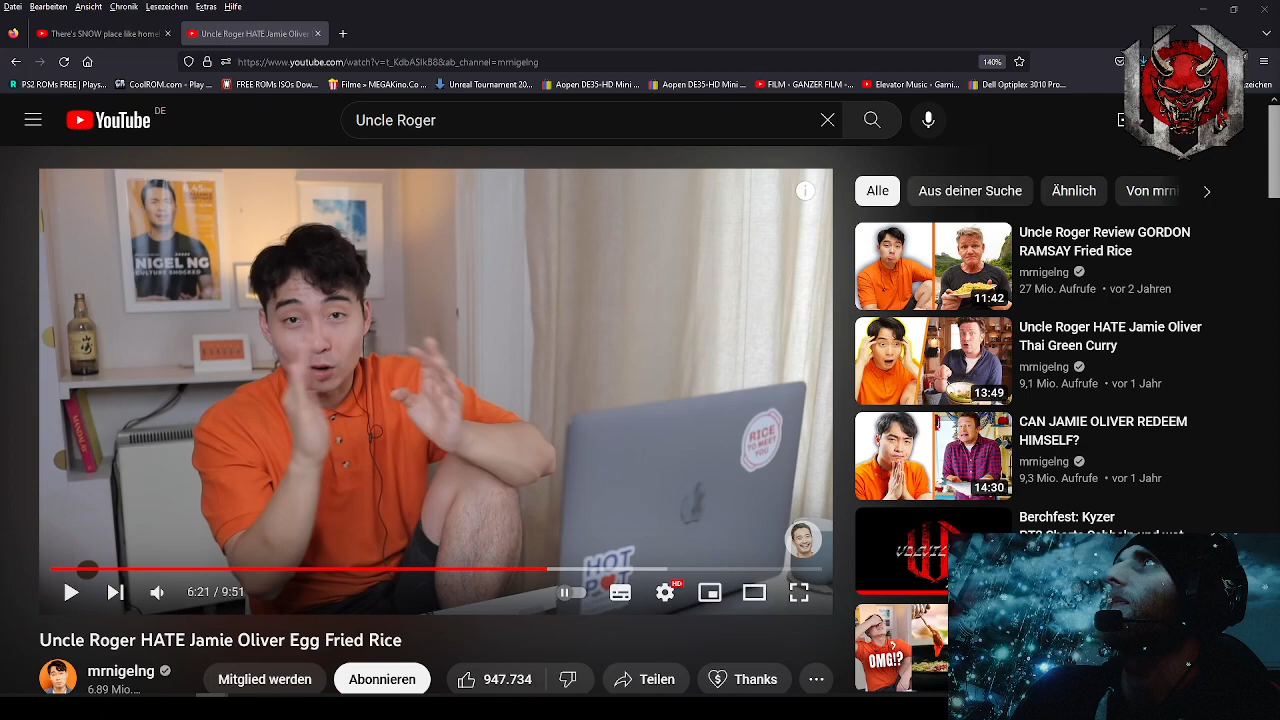 Datei Bearbeiten Ansicht Chronik Lesezeichen Extras Hilfe
There's SNOW place like home
Uncle Roger HATE Jamie Oliver
https://www.youtube.com/watch?v=t_KdbASIkB8&ab_channel=mrnigelng
140%
PS2 ROMs FREE | Plays...
CoolROM.com - Play ...
FREE ROMs ISOs Dow...
Filme — MEGAKino.Co ...
Unreal Tournament 20...
Aopen DE35-HD Mini ...
Aopen DE35-HD Mini ...
FILM - GANZER FILM -...
Elevator Music - Gami...
Dell Optiplex 3010 Pro...
YouTube DE
Uncle Roger
NIGEL NG
CULTURE SHOCKED
RICE
TO MEET
YOU
HOT
POT
6:21 / 9:51
HD
Uncle Roger HATE Jamie Oliver Egg Fried Rice
mrnigelng
6.89 Mio....
Mitglied werden
Abonnieren
947.734
Teilen
Thanks
Alle
Aus deiner Suche
Ähnlich
Von mrni
Uncle Roger Review GORDON
RAMSAY Fried Rice
mrnigelng
27 Mio. Aufrufe • vor 2 Jahren
11:42
Uncle Roger HATE Jamie Oliver
Thai Green Curry
mrnigelng
9,1 Mio. Aufrufe • vor 1 Jahr
13:49
CAN JAMIE OLIVER REDEEM
HIMSELF?
mrnigelng
9,3 Mio. Aufrufe • vor 1 Jahr
14:30
Berchfest: Kyzer
OMG!?